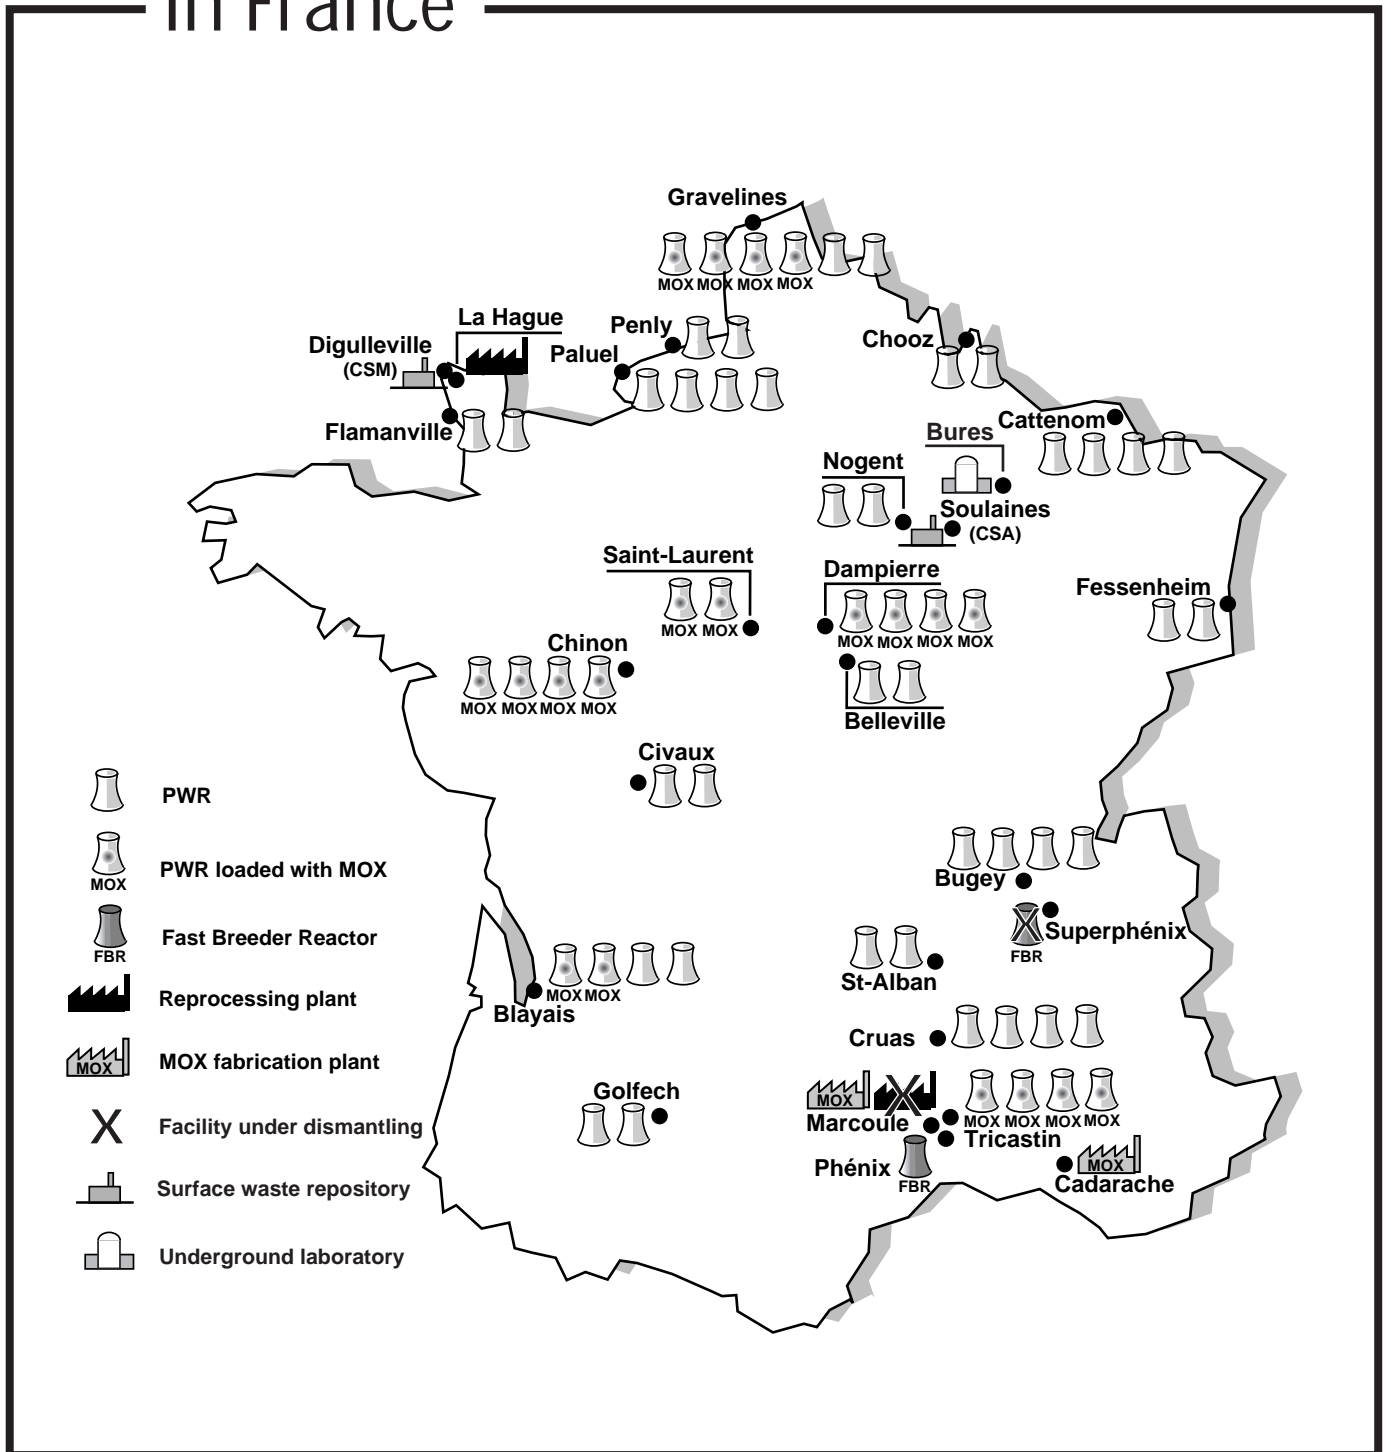 in France
Gravelines
MOX MOX MOX MOX
La Hague
Penly
Digulleville
(CSM)
Paluel
Chooz
Flamanville
Cattenom
Bures
Nogent
Soulaines
(CSA)
Saint-Laurent
MOX MOX
Dampierre
MOX MOX MOX MOX
Fessenheim
Chinon
MOX MOX MOX MOX
Belleville
Civaux
PWR
MOX
PWR loaded with MOX
FBR
Fast Breeder Reactor
Reprocessing plant
MOX
MOX fabrication plant
X
Facility under dismantling
Surface waste repository
Underground laboratory
Bugey
Superphénix
FBR
St-Alban
MOX MOX
Blayais
Cruas
Golfech
MOX
Marcoule
MOX MOX MOX MOX
Tricastin
Phénix
FBR
MOX
Cadarache